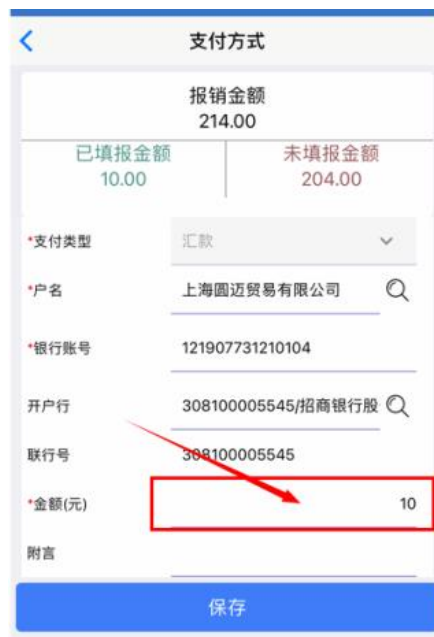 支付方式
报销金额
214.00
已填报金额 未填报金额
10.00 204.00
*支付类型 汇款
*户名 上海圆迈贸易有限公司
*银行账号 121907731210104
开户行 308100005545/招商银行股
联行号 308100005545
*金额(元) 10
附言
保存